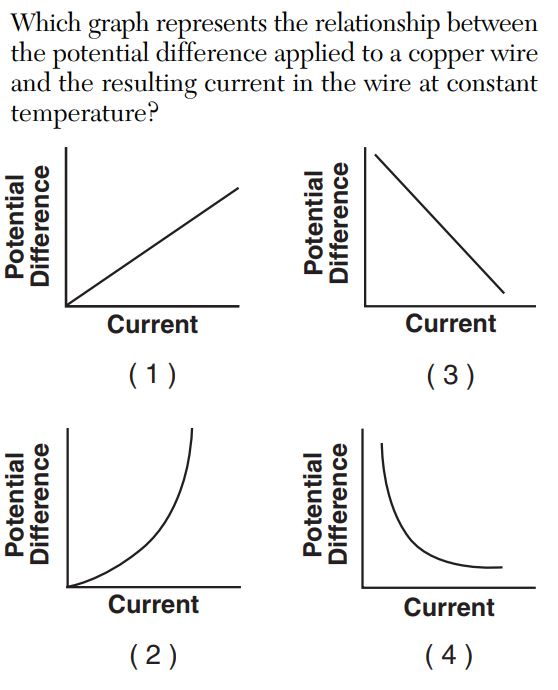 Which graph represents the relationship between
the potential difference applied to a copper wire
and the resulting current in the wire at constant
temperature?
Potential
Difference
Current
( 1 )
Potential
Difference
Current
( 3 )
Potential
Difference
Current
( 2 )
Potential
Difference
Current
( 4 )